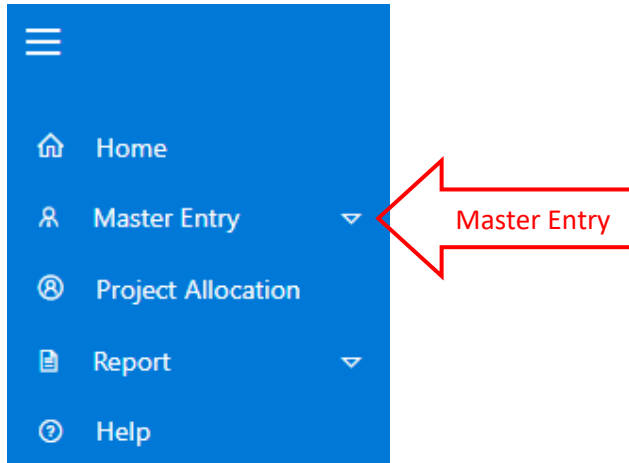 Home
Master Entry
Master Entry
Project Allocation
Report
Help